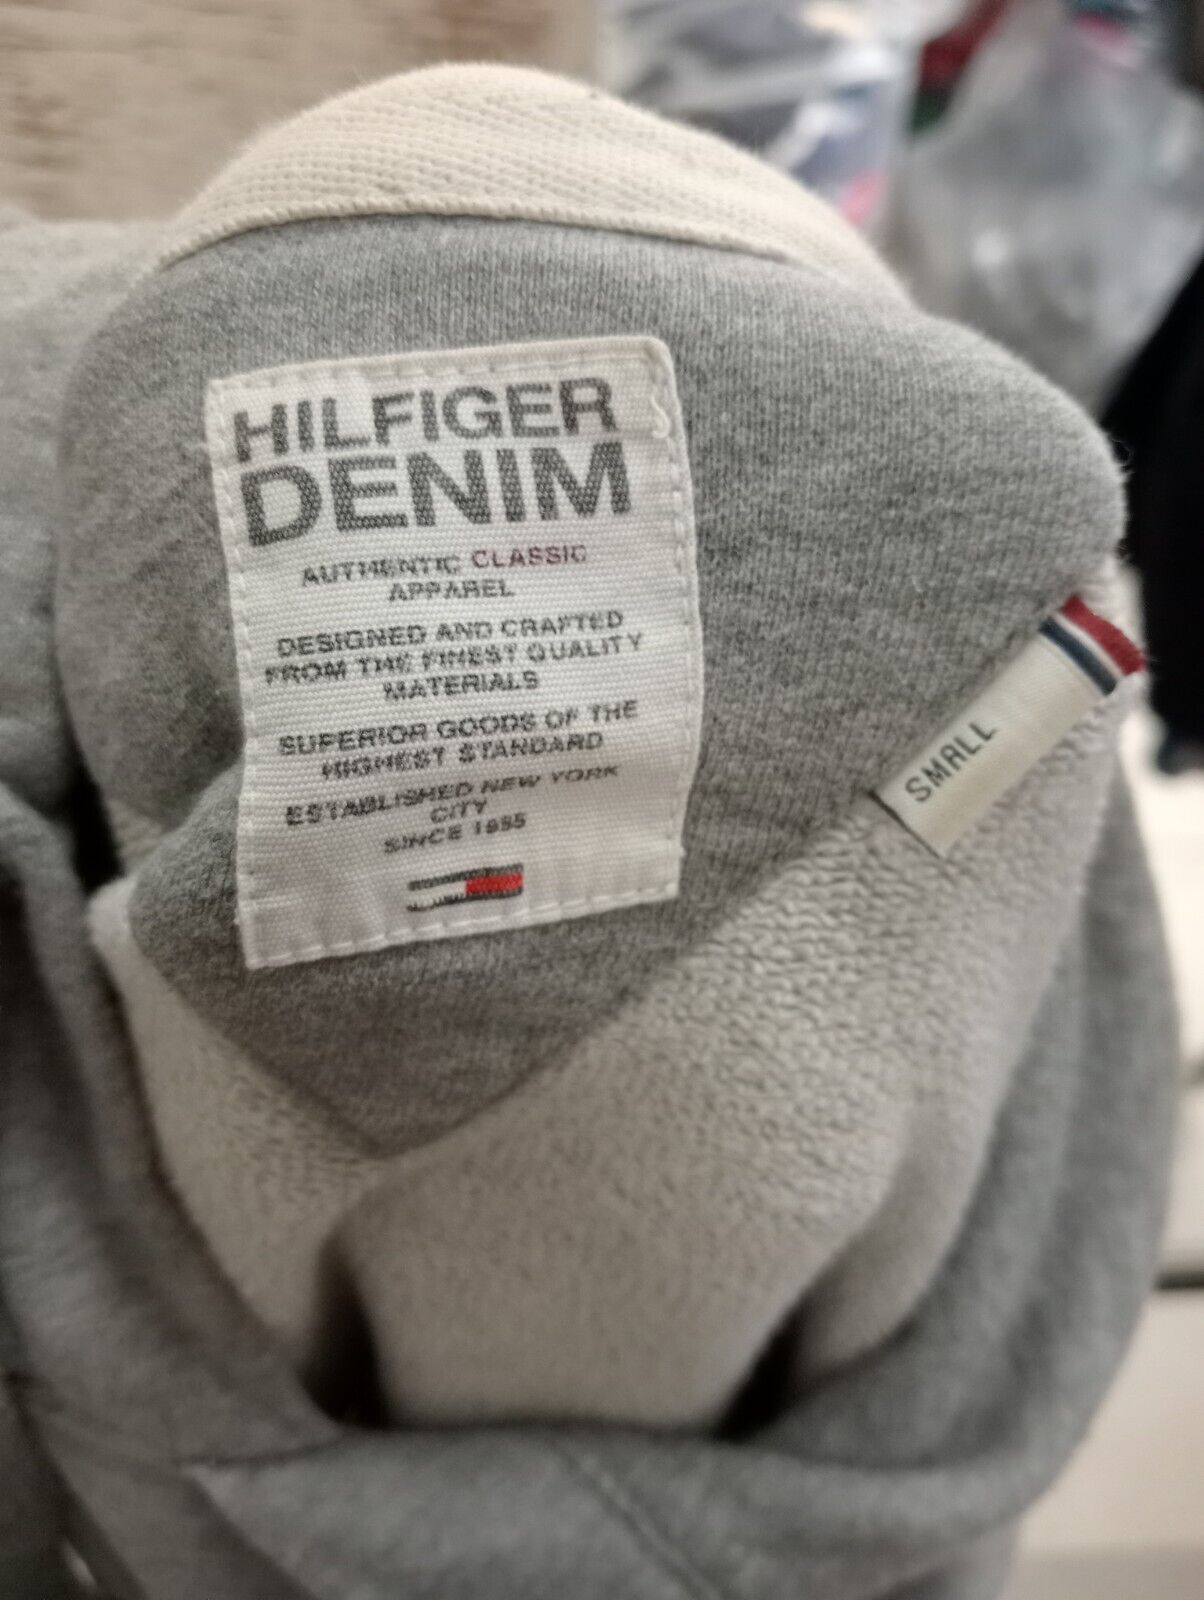 HILFIGER
DENIM
AUTHENTIC CLASSIC
APPAREL
DESIGNED AND CRAFTED
FROM THE FINEST QUALITY
MATERIALS
SUPERIOR GOODS OF THE
HIGHEST STANDARD
ESTABLISHED NEW YORK
CITY
SINCE 1985
SMALL